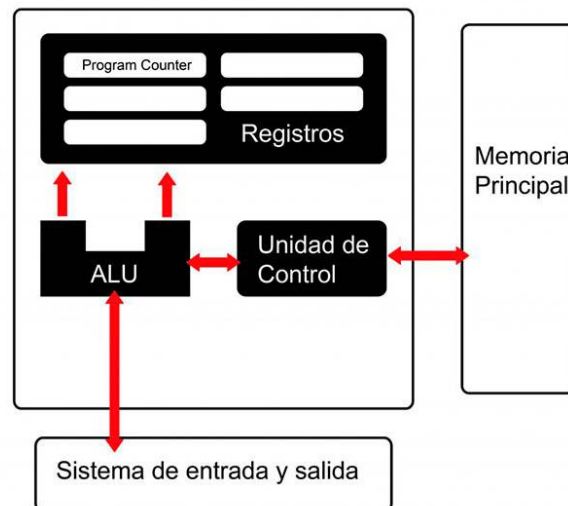 Program Counter
Registros
Memoria
Principal
Unidad de
Control
ALU
Sistema de entrada y salida